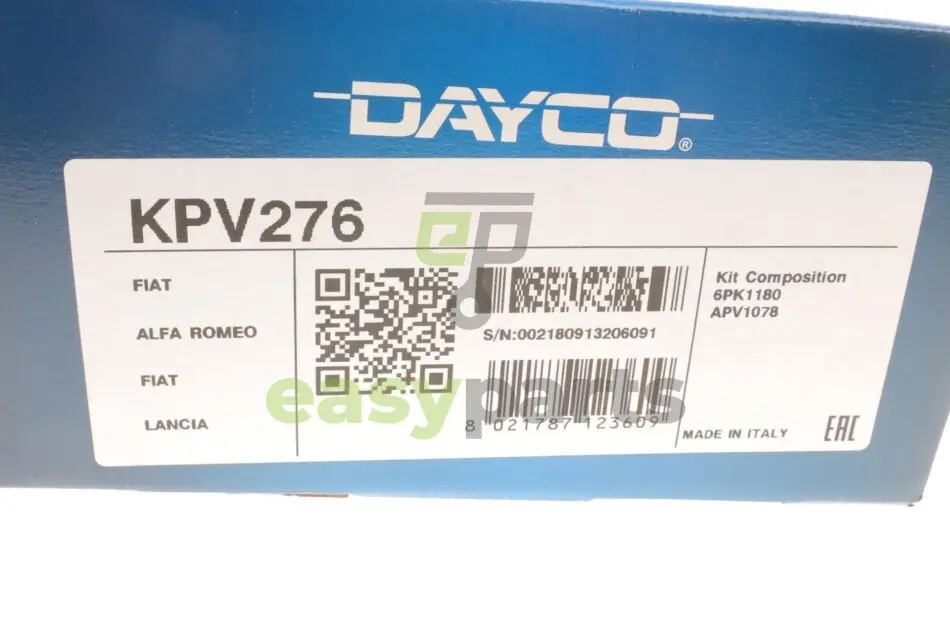 DAYCO®
KPV276
FIAT
ALFA ROMEO
FIAT
LANCIA
S/N:002180913206091
8 021787 123609
Kit Composition
6PK1180
APV1078
MADE IN ITALY
EAC
ep
easyparts